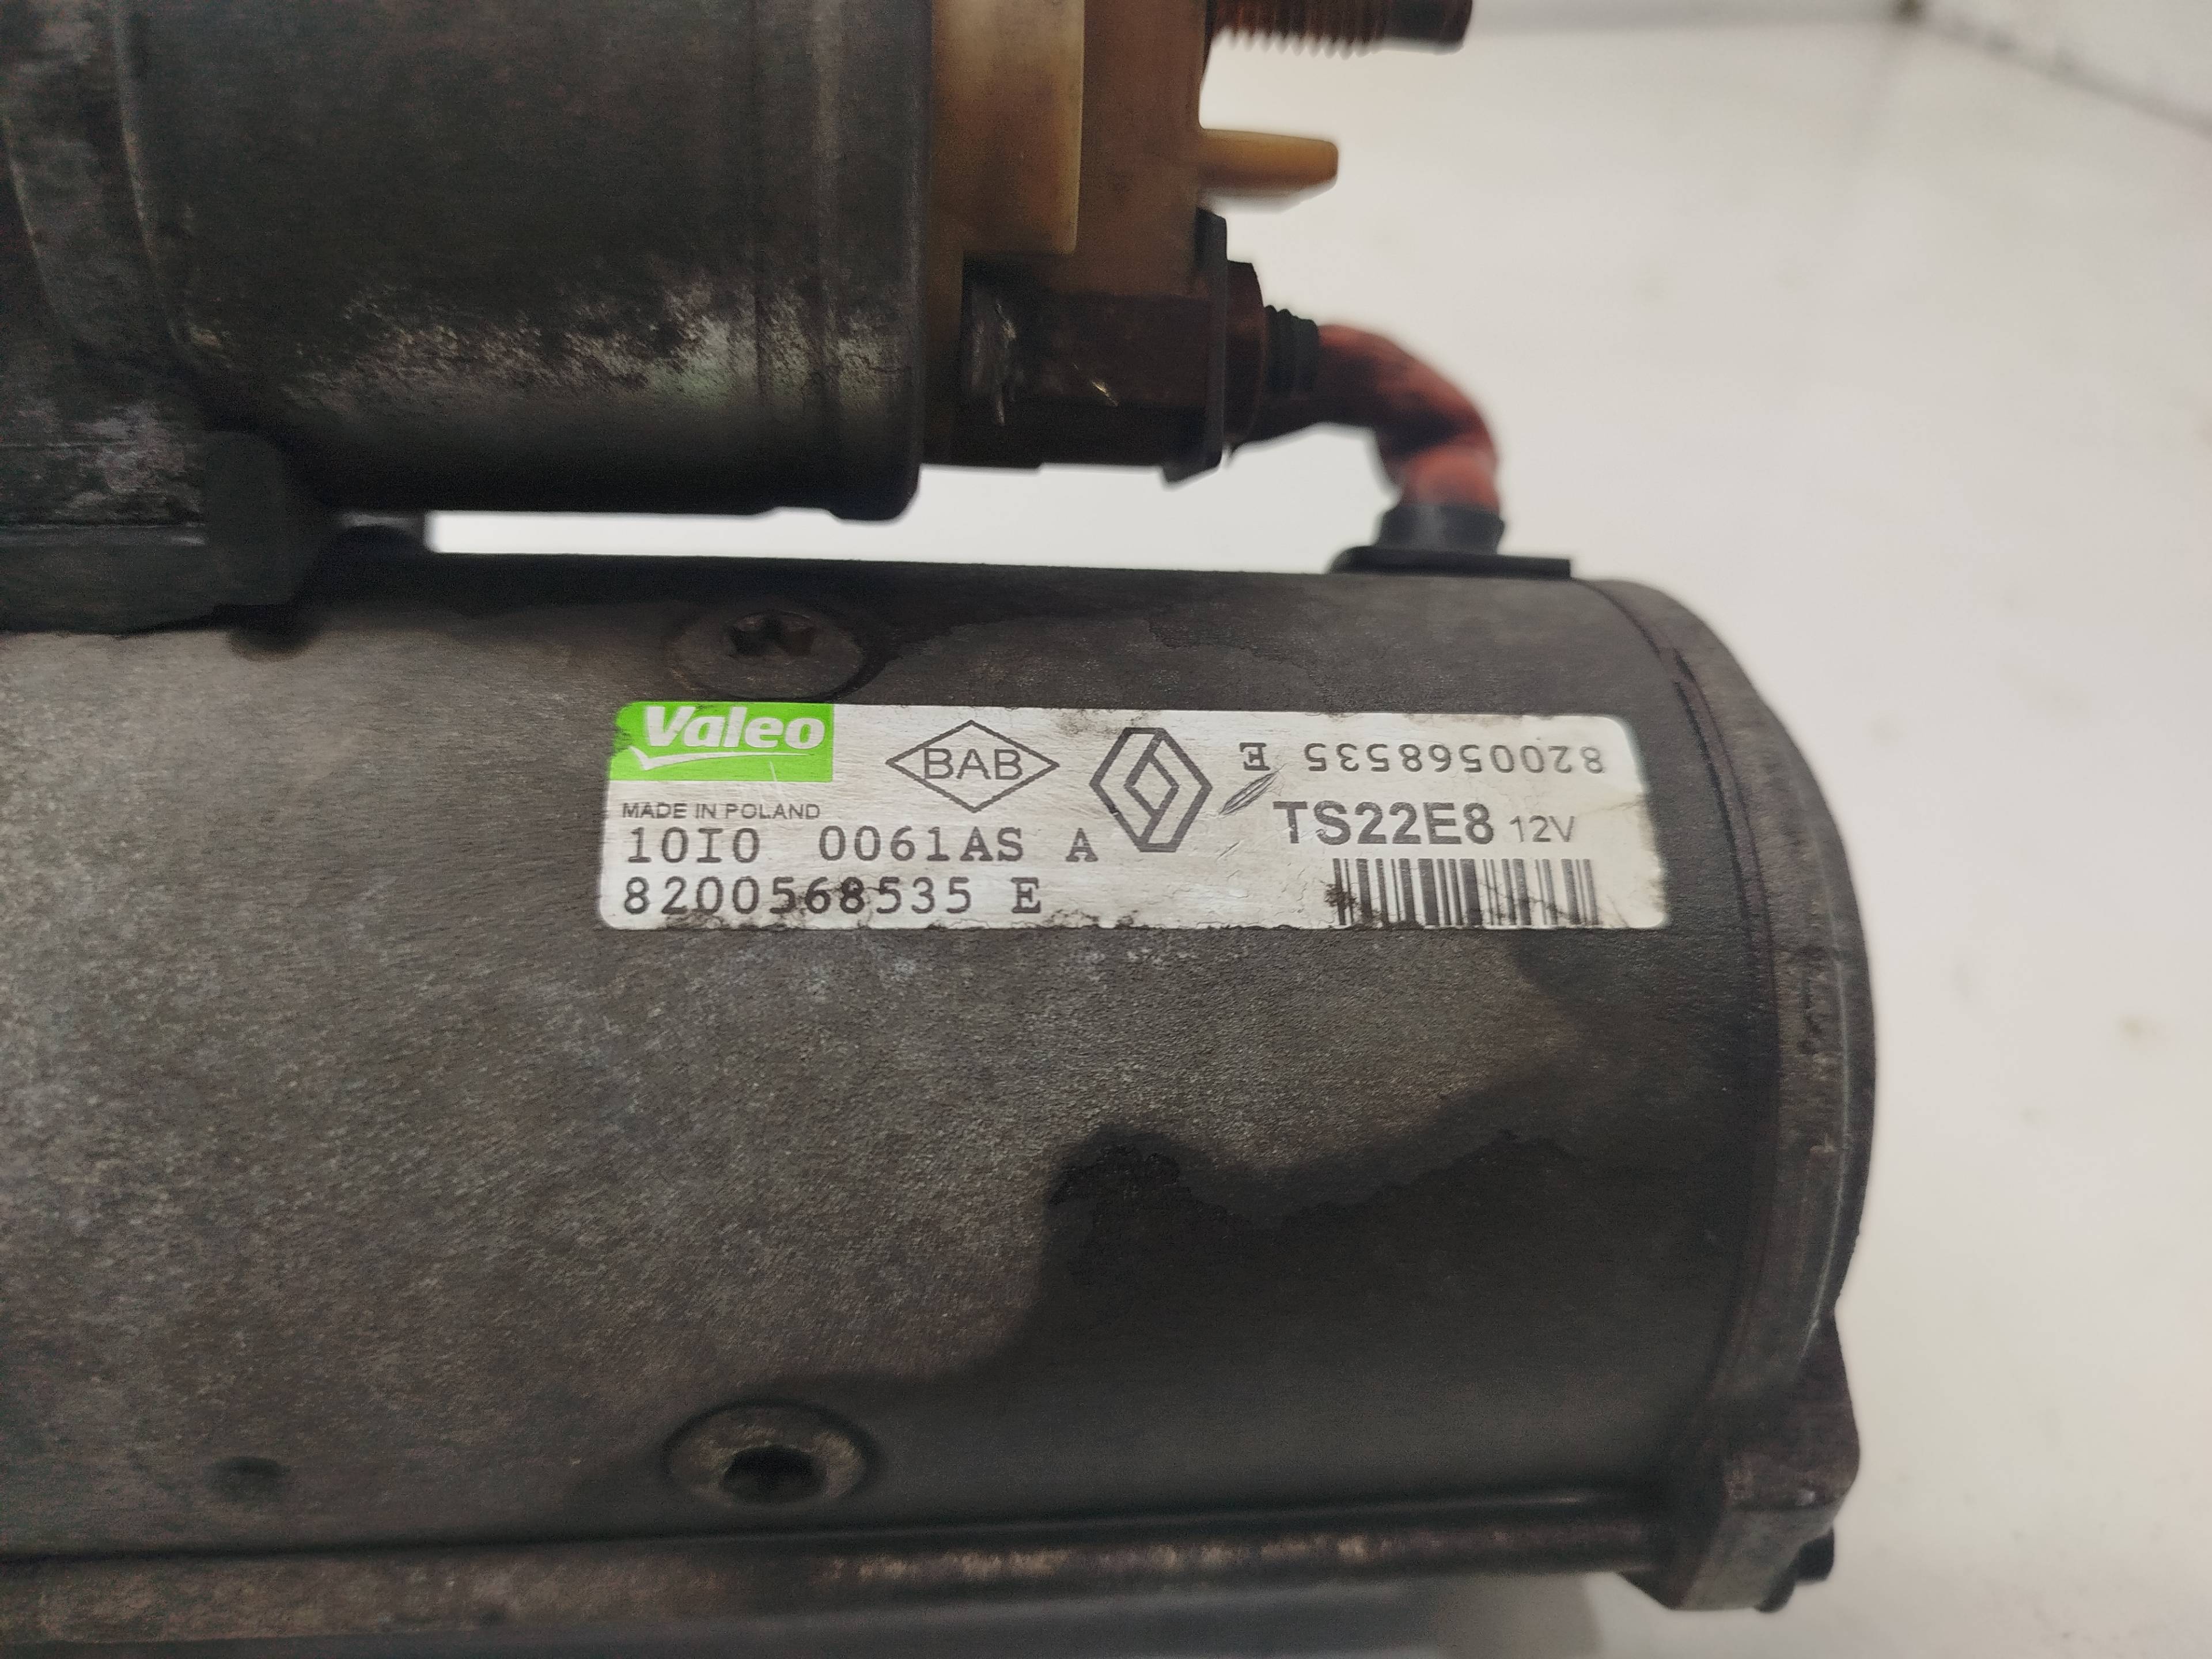 Valeo
BAB
8200568535 E
MADE IN POLAND
TS22E8 12V
10I0 0061AS A
8200568535 E